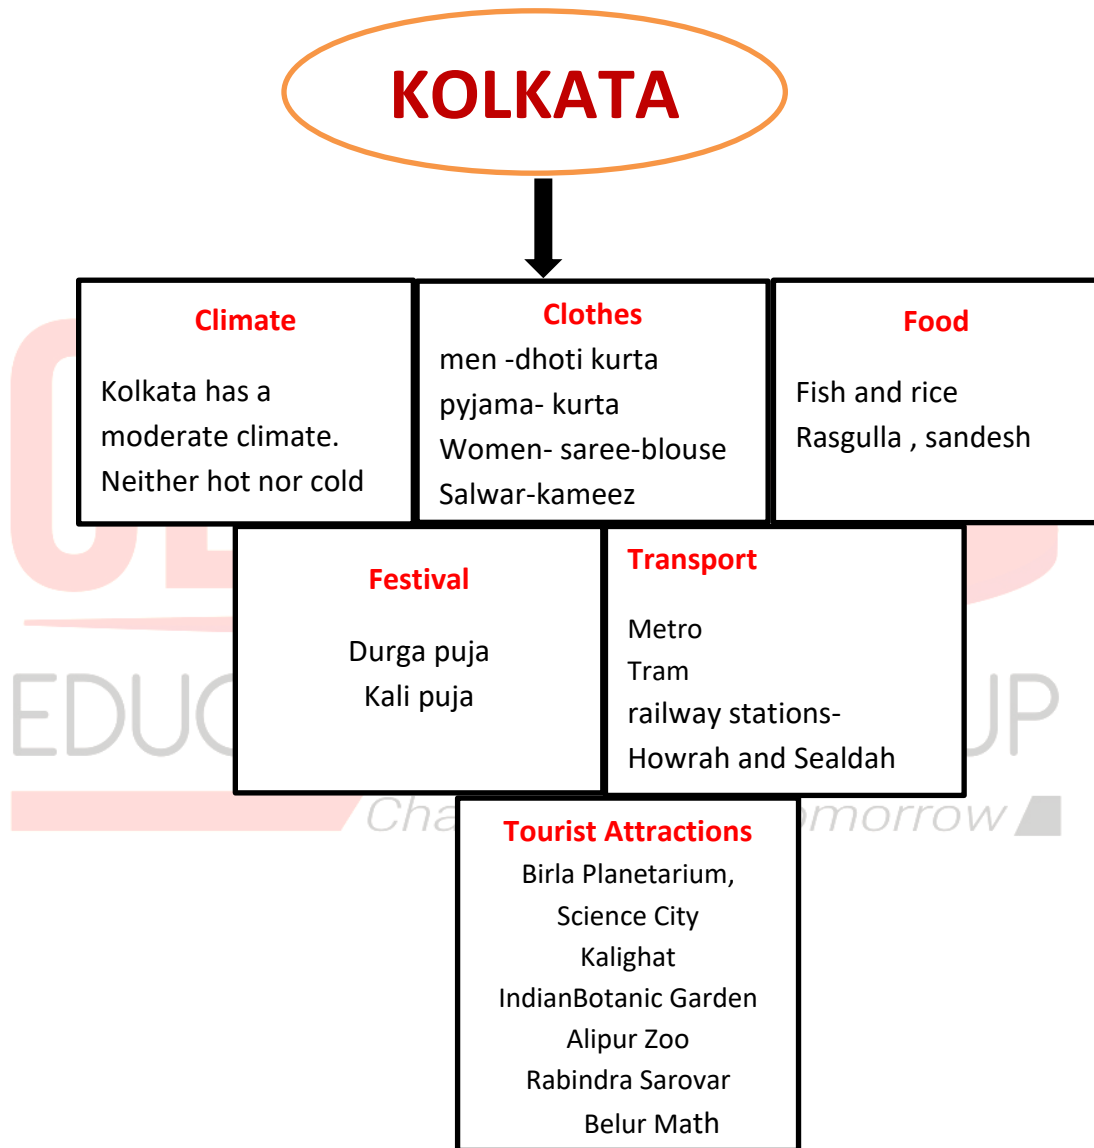 KOLKATA
Climate
Kolkata has a
moderate climate.
Neither hot nor cold
Clothes
men -dhoti kurta
pyjama- kurta
Women- saree-blouse
Salwar-kameez
Food
Fish and rice
Rasgulla , sandesh
Festival
Durga puja
Kali puja
Transport
Metro
Tram
railway stations-
Howrah and Sealdah
Tourist Attractions
Birla Planetarium,
Science City
Kalighat
IndianBotanic Garden
Alipur Zoo
Rabindra Sarovar
Belur Math